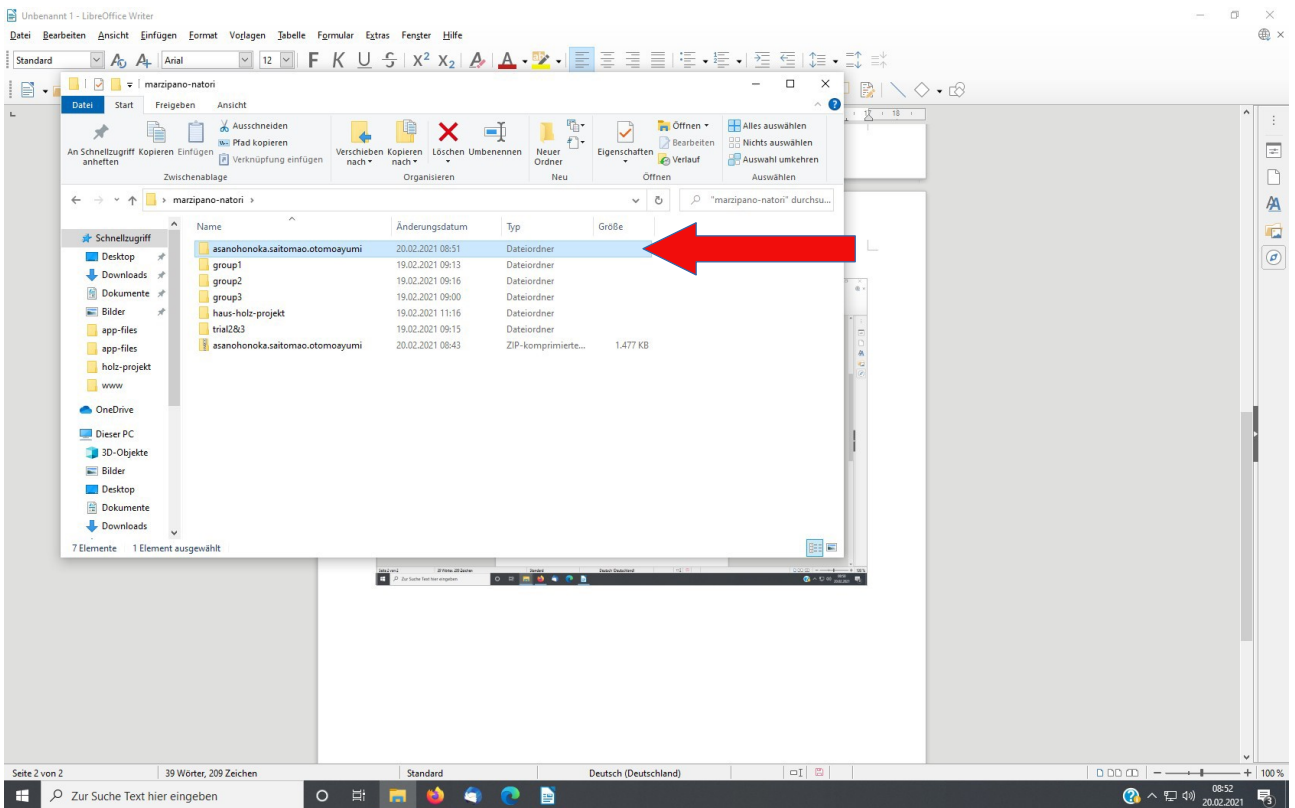 Unbenannt 1 - LibreOffice Writer
Datei Bearbeiten Ansicht Einfügen Format Vorlagen Tabelle Formular Extras Fenster Hilfe
Standard Arial 12 F K U S X² X₂ A A
marzipano-natori
Datei Start Freigeben Ansicht
18
An Schnellzugriff anheften
Kopieren Einfügen
Ausschneiden
Pfad kopieren
Verknüpfung einfügen
Verschieben nach Kopieren nach Löschen Umbenennen
Neuer Ordner
Eigenschaften
Öffnen
Bearbeiten
Verlauf
Alles auswählen
Nichts auswählen
Auswahl umkehren
Zwischenablage Organisieren Neu Öffnen Auswählen
marzipano-natori "marzipano-natori" durchsu...
Name Änderungsdatum Typ Größe
asanohonoka.saitomao.otomoayumi 20.02.2021 08:51 Dateiordner
group1 19.02.2021 09:13 Dateiordner
group2 19.02.2021 09:16 Dateiordner
group3 19.02.2021 09:00 Dateiordner
haus-holz-projekt 19.02.2021 11:16 Dateiordner
trial2&3 19.02.2021 09:15 Dateiordner
asanohonoka.saitomao.otomoayumi 20.02.2021 08:43 ZIP-komprimierte... 1.477 KB
Schnellzugriff
Desktop
Downloads
Dokumente
Bilder
app-files
app-files
holz-projekt
www
OneDrive
Dieser PC
3D-Objekte
Bilder
Desktop
Dokumente
Downloads
7 Elemente 1 Element ausgewählt
Zur Suche Text hier eingeben
Seite 2 von 2 39 Wörter, 209 Zeichen Standard Deutsch (Deutschland) 100 %
Zur Suche Text hier eingeben 08:52
20.02.2021
3